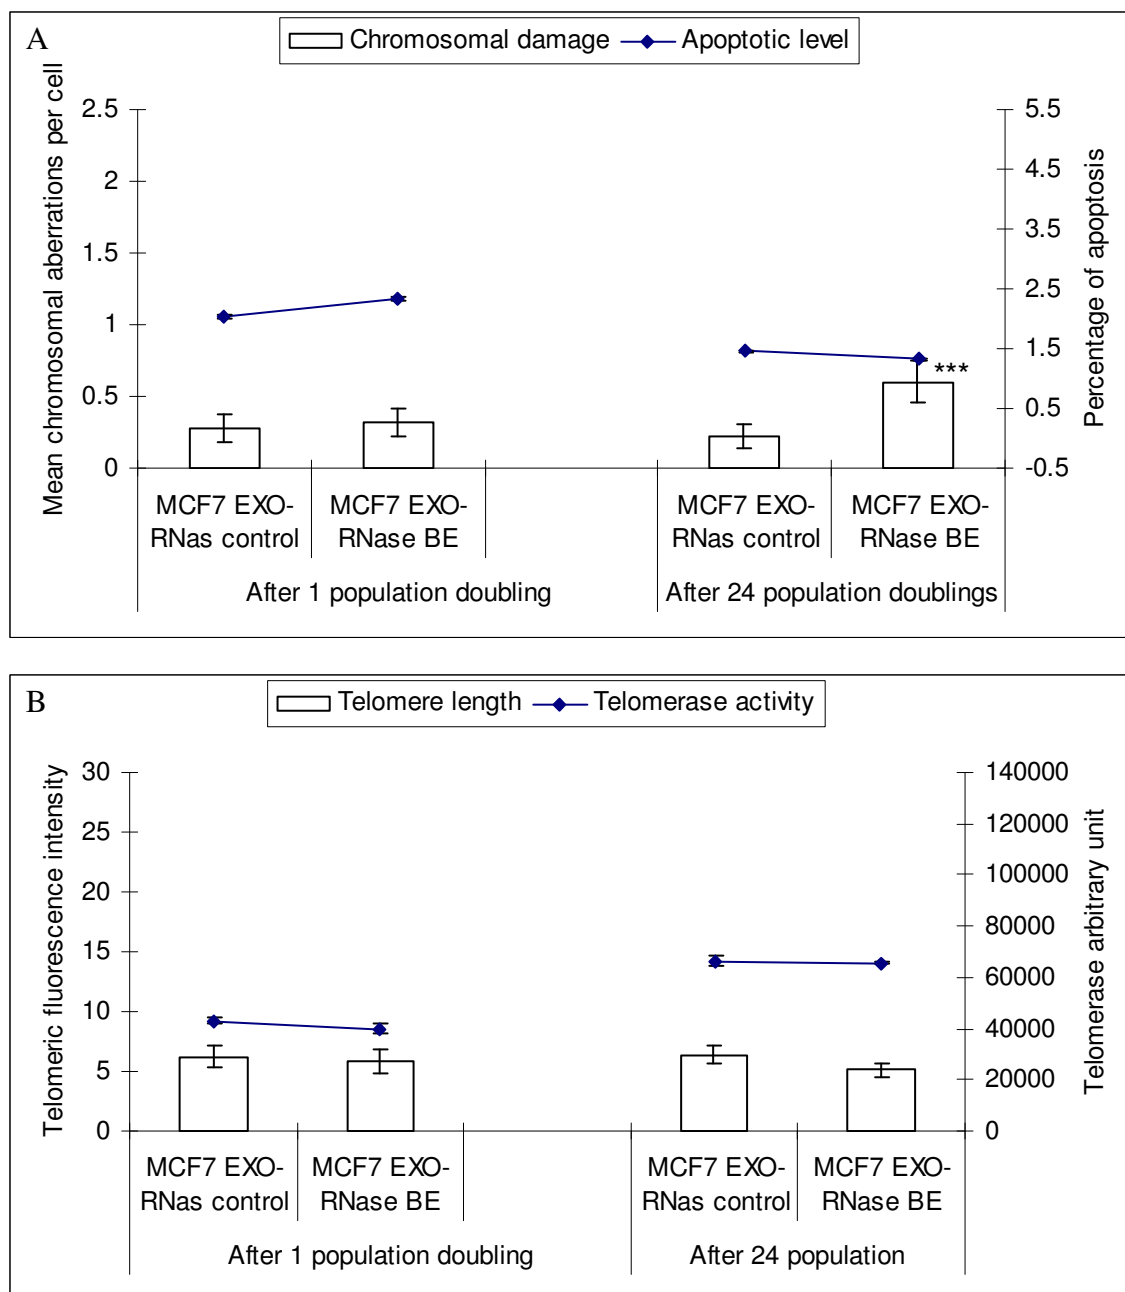 A
Chromosomal damage Apoptotic level
Mean chromosomal aberrations per cell
2.5
2
1.5
1
0.5
0
5.5
4.5
3.5
2.5
1.5
0.5
-0.5
Percentage of apoptosis
***
MCF7 EXO-
RNas control
MCF7 EXO-
RNase BE
MCF7 EXO-
RNas control
MCF7 EXO-
RNase BE
After 1 population doubling
After 24 population doublings
B
Telomere length Telomerase activity
Telomeric fluorescence intensity
30
25
20
15
10
5
0
140000
120000
100000
80000
60000
40000
20000
0
Telomerase arbitrary unit
MCF7 EXO-
RNas control
MCF7 EXO-
RNase BE
MCF7 EXO-
RNas control
MCF7 EXO-
RNase BE
After 1 population doubling
After 24 population